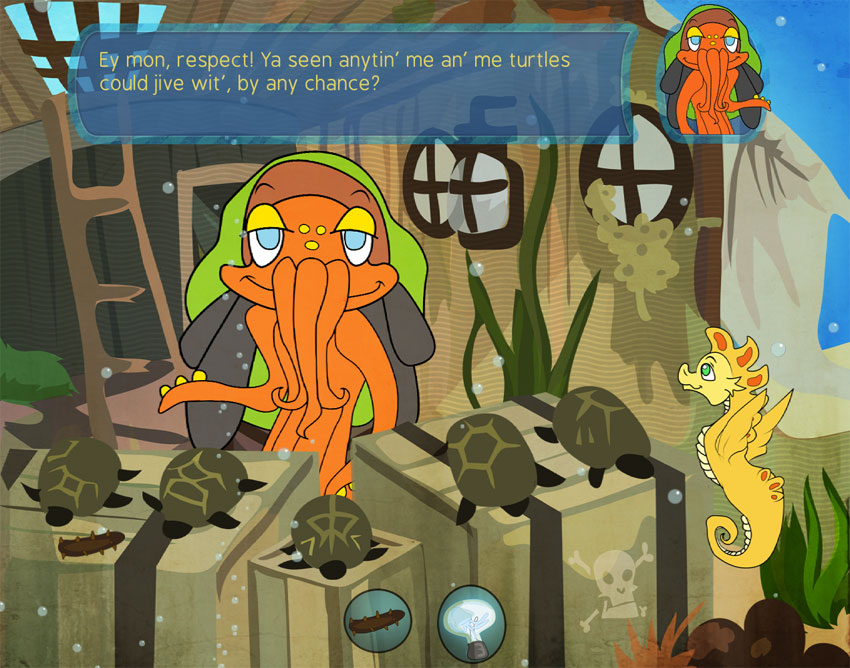 Ey mon, respect! Ya seen anytin’ me an’ me turtles
could jive wit’, by any chance?